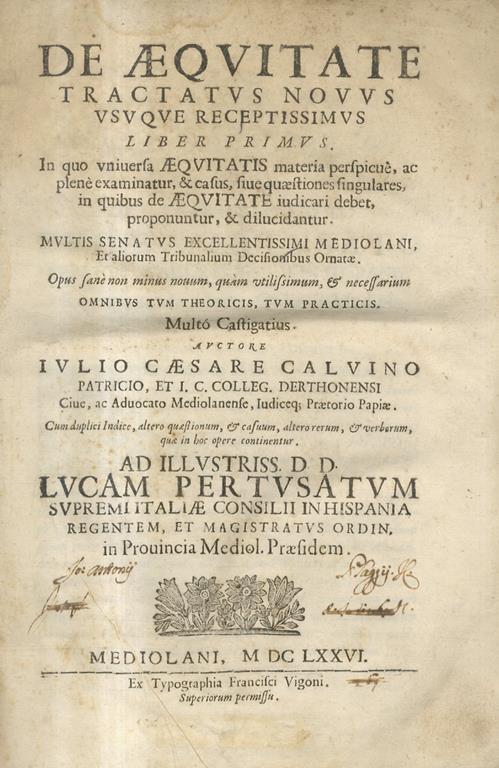 DE ÆQVITATE
TRACTATVS NOVVS
VSVQVE RECEPTISSIMVS
LIBER PRIMVS.
In quo vniuersa ÆQVITATIS materia perspicuè, ac
plenè examinatur, & casus, siue quæstiones singulares,
in quibus de ÆQVITATE iudicari debet,
proponuntur, & dilucidantur.
MVLTIS SENATVS EXCELLENTISSIMI MEDIOLANI,
Et aliorum Tribunalium Decisionibus Ornatæ.
Opus sanè non minus nouum, quàm vtilissimum, & necessarium
OMNIBVS TVM THEORICIS, TVM PRACTICIS.
Multó Castigatius.
AVCTORE
IVLIO CÆSARE CALVINO
PATRICIO, ET I. C. COLLEG. DERTHONENSI
Ciue, ac Aduocato Mediolanense, Iudiceq; Prætorio Papiæ.
Cum duplici Indice, altero quæstionum, & casuum, altero rerum, & verborum,
quæ in hoc opere continentur.
AD ILLVSTRISS. D D.
LVCAM PERTVSATVM
SVPREMI ITALIÆ CONSILII IN HISPANIA
REGENTEM, ET MAGISTRATVS ORDIN.
in Prouincia Mediol. Præsidem.
Antonij
MEDIOLANI, M DC LXXVI.
Ex Typographia Francisci Vigoni.
Superiorum permissu.